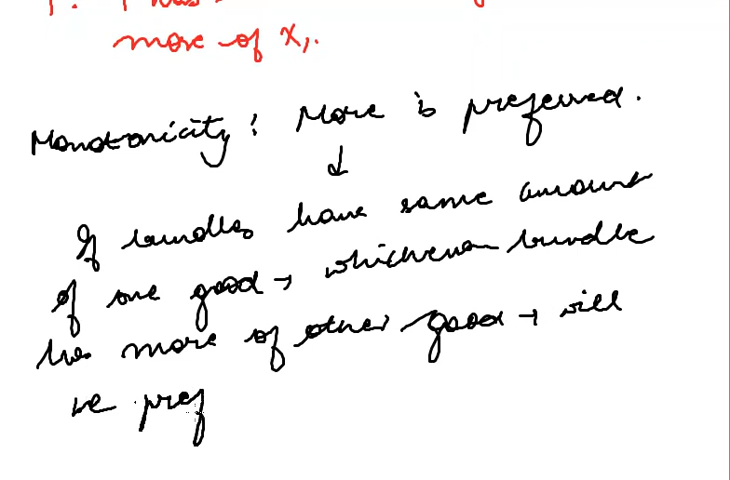 more of x1.
Monotonicity: More is preferred.
↓
If bundles have same amount
of one good → whichever bundle
has more of other good → will
be pref